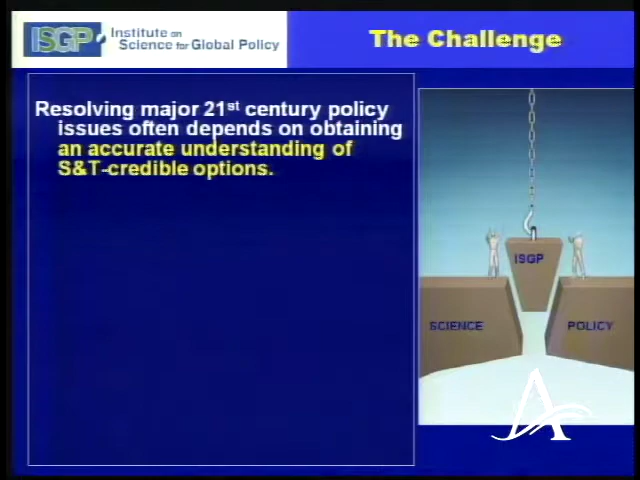 ISGP
Institute on
Science for Global Policy
The Challenge
Resolving major 21st century policy
issues often depends on obtaining
an accurate understanding of
S&T-credible options.
ISGP
SCIENCE
POLICY
A